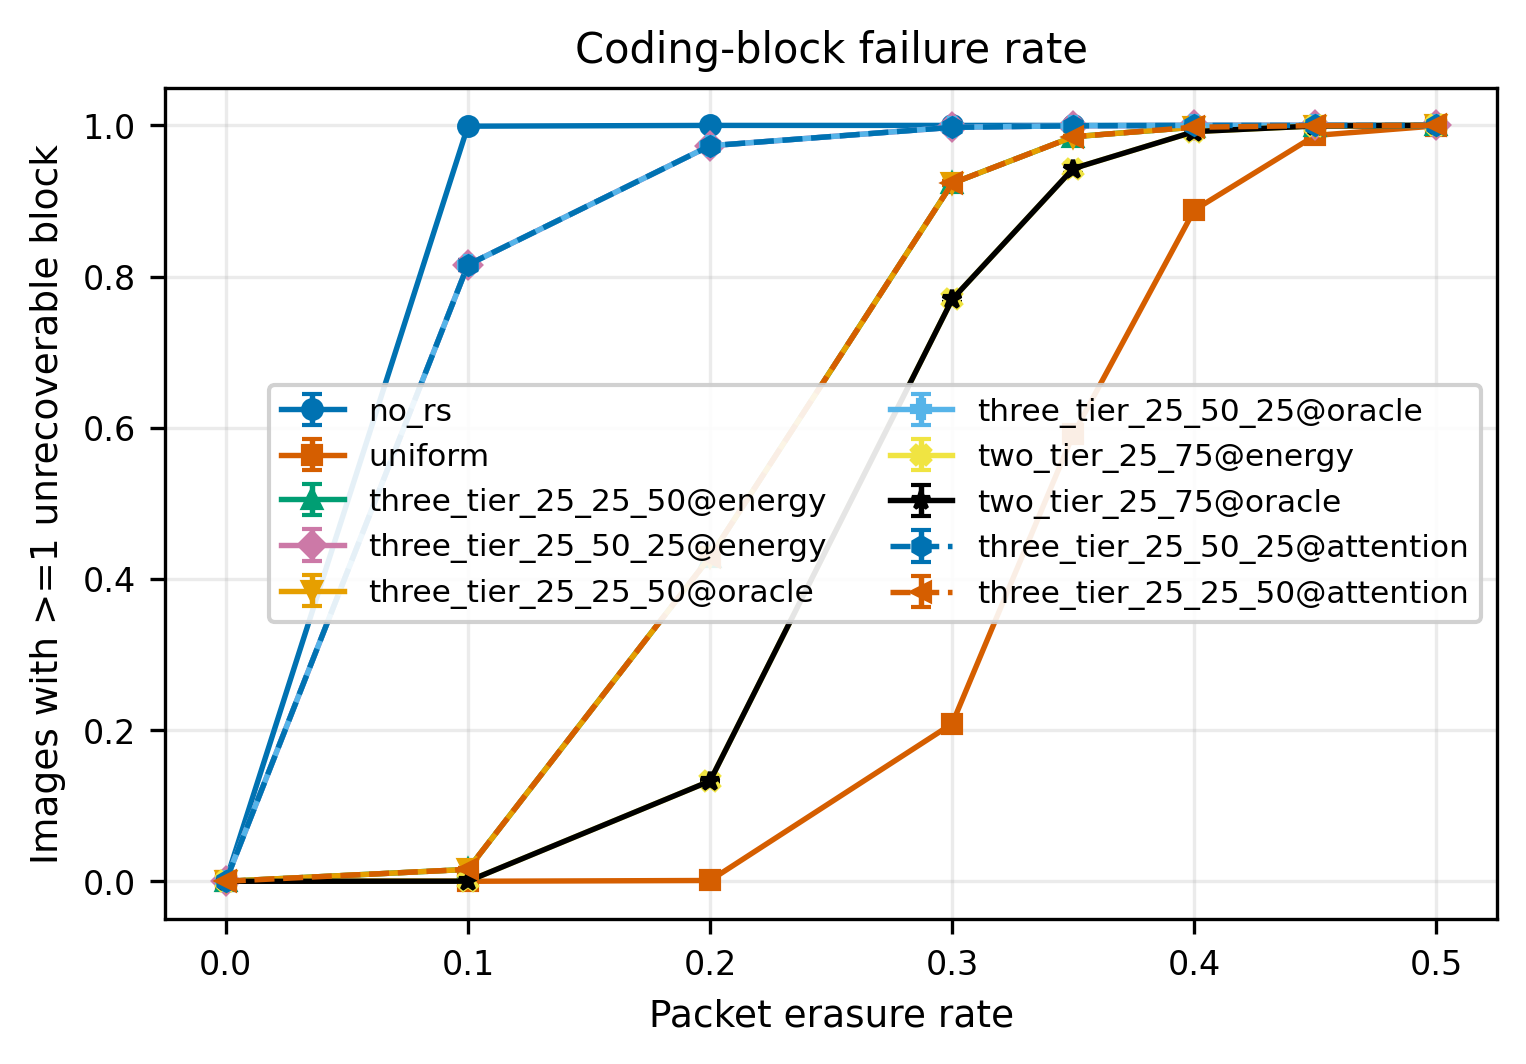 Coding-block failure rate
Images with >=1 unrecoverable block
1.0
0.8
0.6
0.4
0.2
0.0
no_rs
uniform
three_tier_25_25_50@energy
three_tier_25_50_25@energy
three_tier_25_25_50@oracle
three_tier_25_50_25@oracle
two_tier_25_75@energy
two_tier_25_75@oracle
three_tier_25_50_25@attention
three_tier_25_25_50@attention
0.0 0.1 0.2 0.3 0.4 0.5
Packet erasure rate